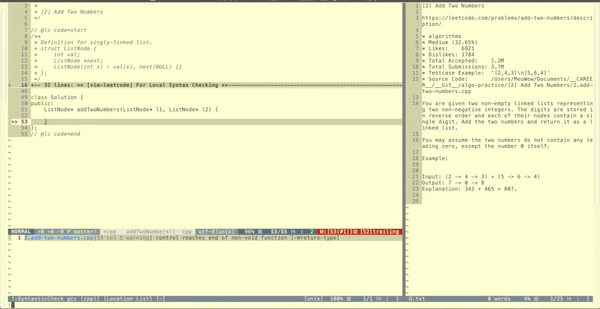 3 *
4 * [2] Add Two Numbers
5 */
6
7 // @lc code=start
8 /**
9 * Definition for singly-linked list.
10 * struct ListNode {
11 *     int val;
12 *     ListNode *next;
13 *     ListNode(int x) : val(x), next(NULL) {}
14 * };
15 */
16 +-- 32 lines: ** [vim-leetcode] For Local Syntax Checking **
48
49 class Solution {
50 public:
51     ListNode* addTwoNumbers(ListNode* l1, ListNode* l2) {
52
>> 53     }
54 };
55 // @lc code=end
NORMAL +0 ~0 -0 master <cpp addTwoNumbers() cpp utf-8[unix] 96% 53/55 : 2 W:[53(#1)] [52]trailing
1 2.add-two-numbers.cpp|53 col 5 warning| control reaches end of non-void function [-Wreturn-type]
[:SyntasticCheck gcc (cpp)] [Location List] [-] [unix] 100% 1/1 : 1
:
1 [2] Add Two Numbers
2
3 https://leetcode.com/problems/add-two-numbers/descri
ption/
4
5 * algorithms
6 * Medium (32.65%)
7 * Likes: 6921
8 * Dislikes: 1784
9 * Total Accepted: 1.2M
10 * Total Submissions: 3.7M
11 * Testcase Example: '[2,4,3]\n[5,6,4]'
12 * Source Code: /Users/MeoWow/Documents/__CAREE
R__/__Git__/algo-practice/[2] Add Two Numbers/2.add-
two-numbers.cpp
13
14 You are given two non-empty linked lists representin
g two non-negative integers. The digits are stored i
n reverse order and each of their nodes contain a si
ngle digit. Add the two numbers and return it as a l
inked list.
15
16 You may assume the two numbers do not contain any le
ading zero, except the number 0 itself.
17
18 Example:
19
20
21 Input: (2 -> 4 -> 3) + (5 -> 6 -> 4)
22 Output: 7 -> 0 -> 8
23 Explanation: 342 + 465 = 807.
24
25
Q.txt 0 words 4% 1/25 : 1